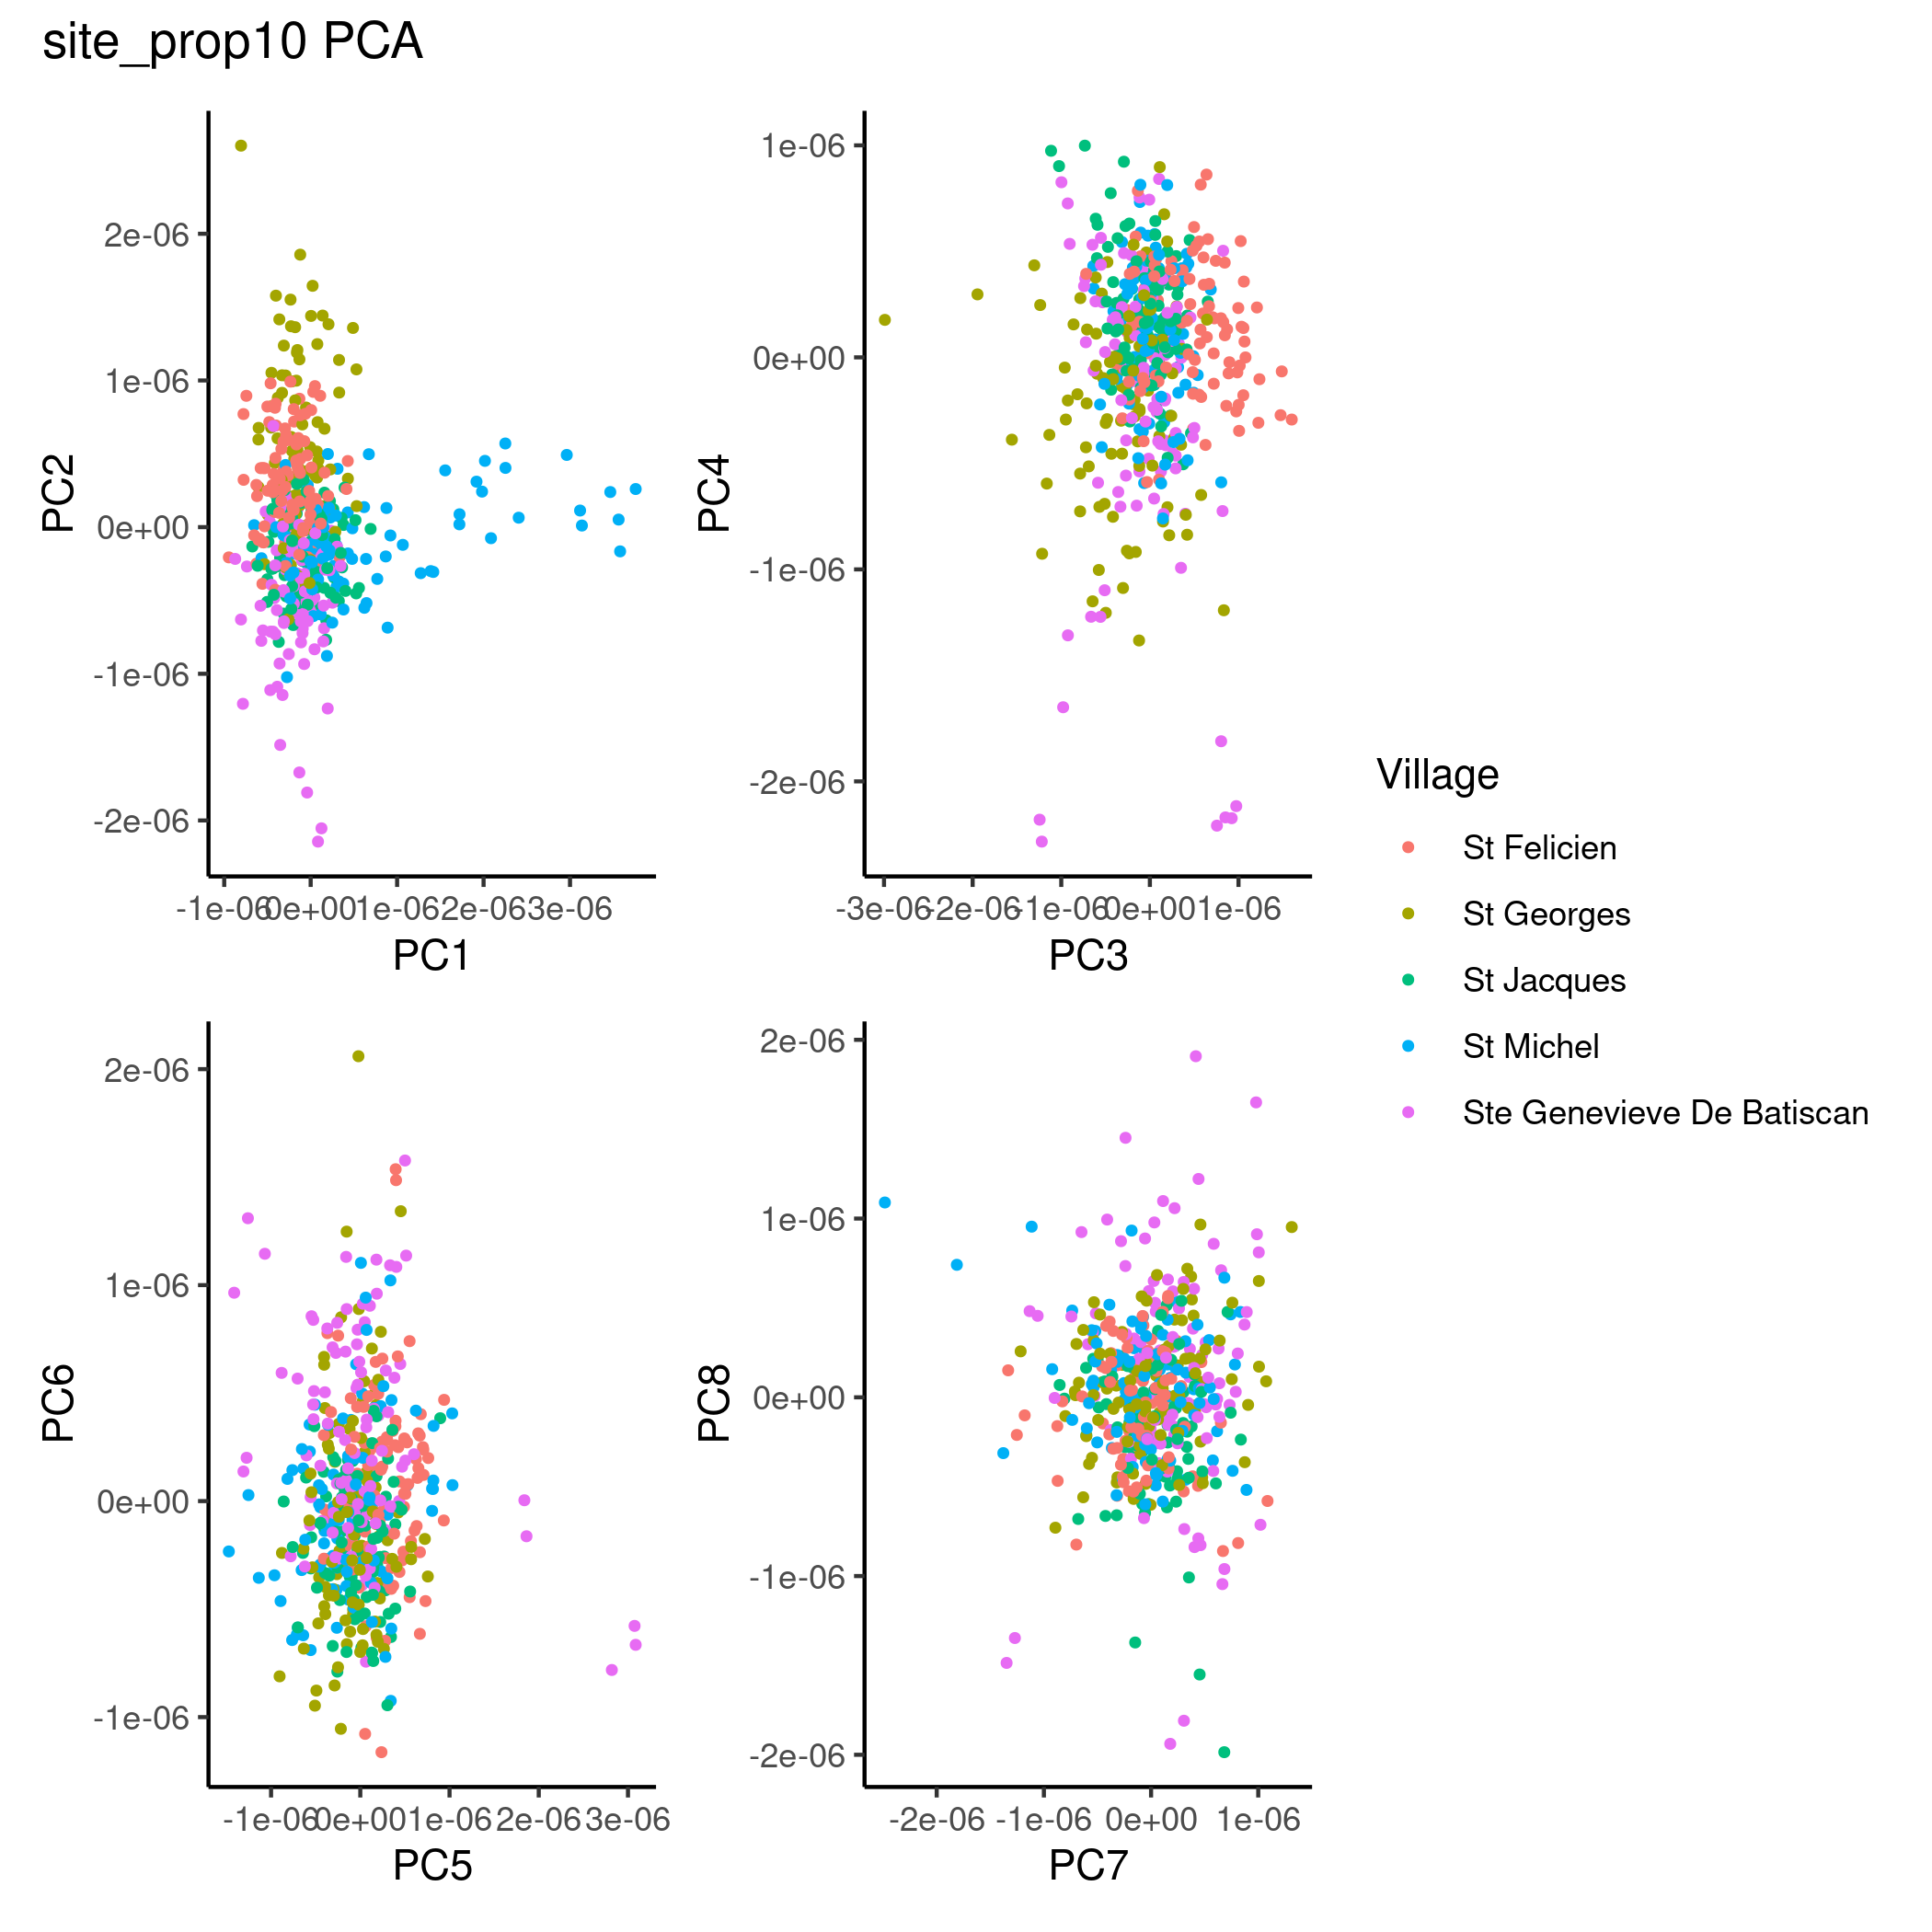 site_prop10 PCA
2e-06
1e-06
0e+00
-1e-06
-2e-06
PC2
-1e-06 0e+00 1e-06 2e-06 3e-06
PC1
1e-06
0e+00
-1e-06
-2e-06
PC4
-3e-06 -2e-06 -1e-06 0e+00 1e-06
PC3
Village
St Felicien
St Georges
St Jacques
St Michel
Ste Genevieve De Batiscan
2e-06
1e-06
0e+00
-1e-06
PC6
-1e-06 0e+00 1e-06 2e-06 3e-06
PC5
2e-06
1e-06
0e+00
-1e-06
-2e-06
PC8
-2e-06 -1e-06 0e+00 1e-06
PC7